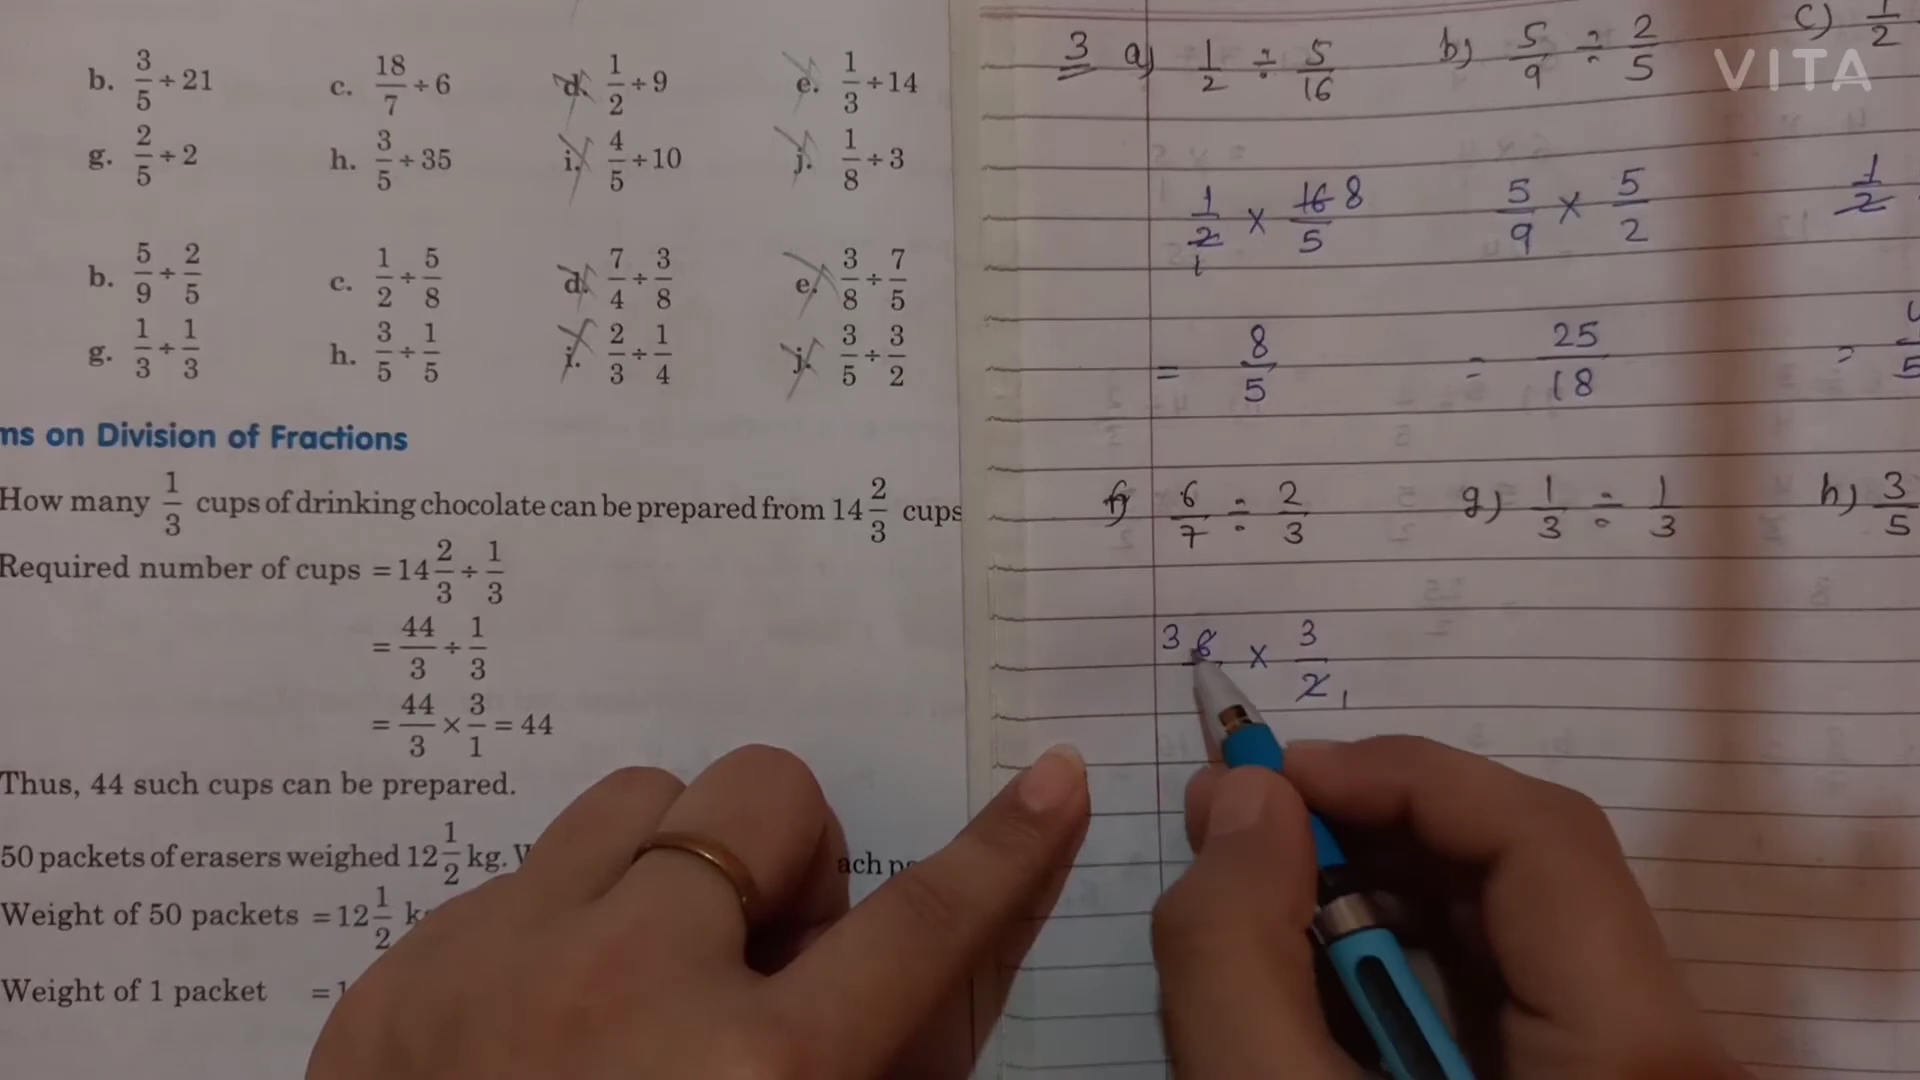 b. 3/5 ÷ 21 c. 18/7 ÷ 6 d. 1/2 ÷ 9 e. 1/3 ÷ 14
g. 2/5 ÷ 2 h. 3/5 ÷ 35 i. 4/5 ÷ 10 j. 1/8 ÷ 3
b. 5/9 ÷ 2/5 c. 1/2 ÷ 5/8 d. 7/4 ÷ 3/8 e. 3/8 ÷ 7/5
g. 1/3 ÷ 1/3 h. 3/5 ÷ 1/5 i. 2/3 ÷ 1/4 j. 3/5 ÷ 3/2
ms on Division of Fractions
How many 1/3 cups of drinking chocolate can be prepared from 14 2/3 cups
Required number of cups = 14 2/3 ÷ 1/3
= 44/3 ÷ 1/3
= 44/3 × 3/1 = 44
Thus, 44 such cups can be prepared.
50 packets of erasers weighed 12 1/2 kg.
Weight of 50 packets = 12 1/2
Weight of 1 packet =
3 a) 1/2 ÷ 5/16 b) 5/9 ÷ 2/5 c) 1/2
VITA
1/2 1 × 16/5 8 5/9 × 5/2 1/2
= 8/5 = 25/18 =
f) 6/7 ÷ 2/3 g) 1/3 ÷ 1/3 h) 3/5
3 6 × 3/2 1